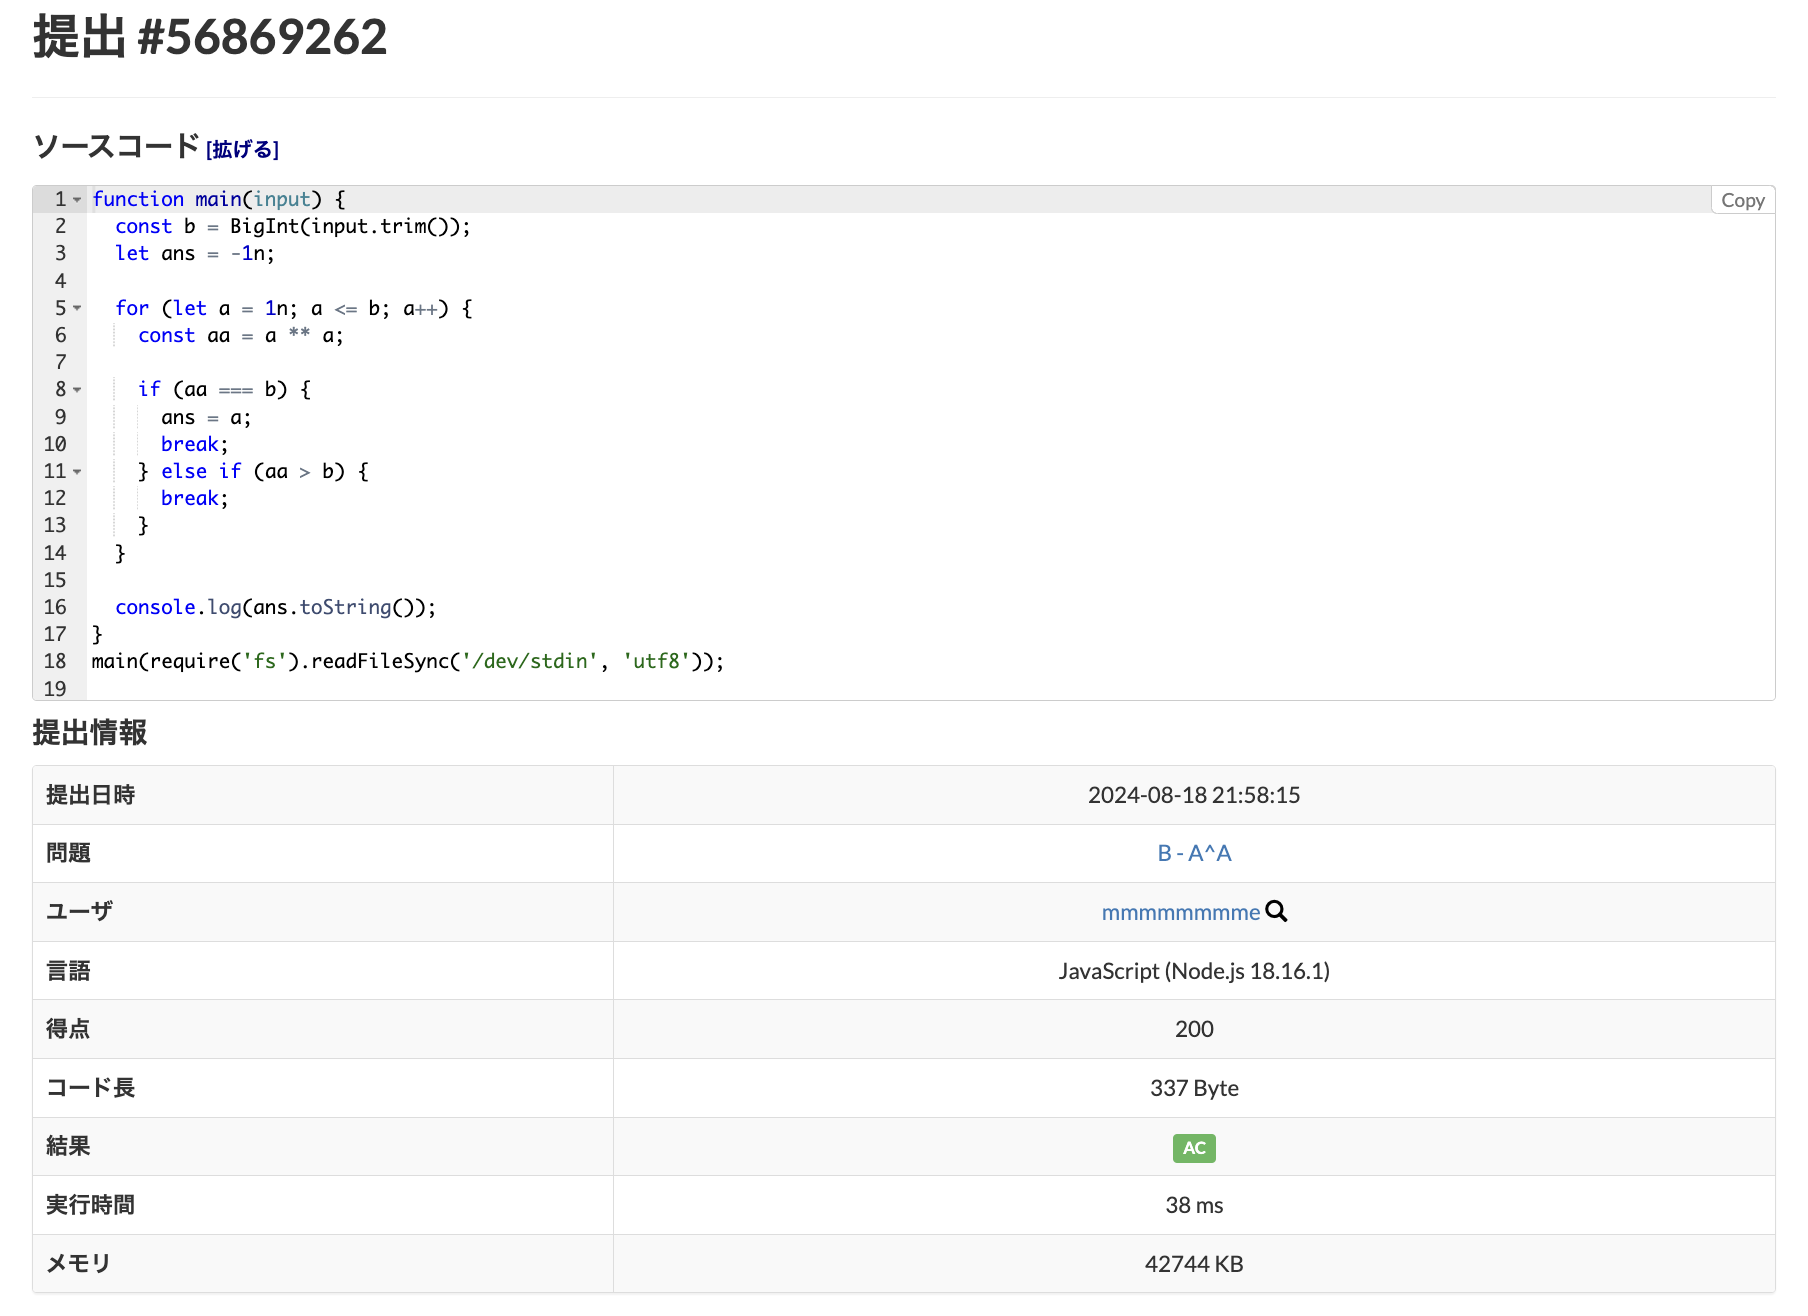 提出 #56869262
ソースコード [拡げる]
Copy
1 function main(input) {
2   const b = BigInt(input.trim());
3   let ans = -1n;
4
5   for (let a = 1n; a <= b; a++) {
6     const aa = a ** a;
7
8     if (aa === b) {
9       ans = a;
10       break;
11     } else if (aa > b) {
12       break;
13     }
14   }
15
16   console.log(ans.toString());
17 }
18 main(require('fs').readFileSync('/dev/stdin', 'utf8'));
19
提出情報
提出日時 2024-08-18 21:58:15
問題 B - A^A
ユーザ mmmmmmmme
言語 JavaScript (Node.js 18.16.1)
得点 200
コード長 337 Byte
結果 AC
実行時間 38 ms
メモリ 42744 KB